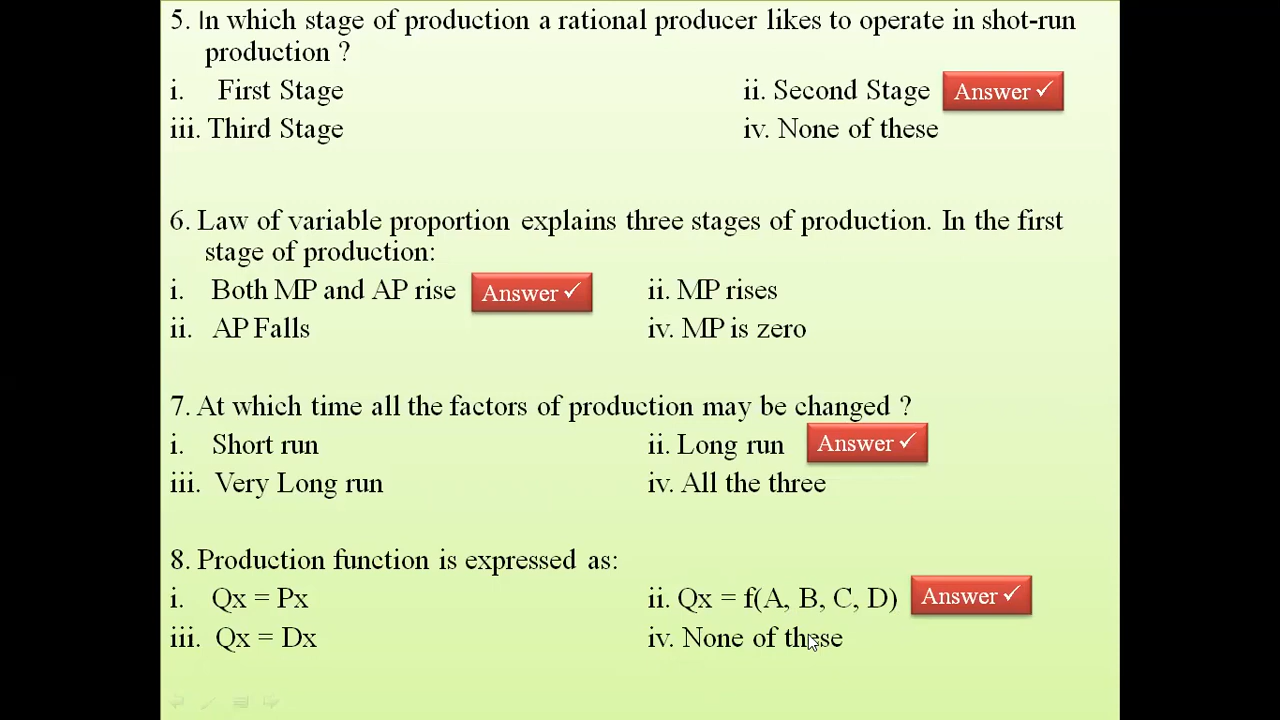 5. In which stage of production a rational producer likes to operate in shot-run
production ?
i. First Stage
ii. Second Stage Answer ✓
iii. Third Stage
iv. None of these
6. Law of variable proportion explains three stages of production. In the first
stage of production:
i. Both MP and AP rise Answer ✓
ii. MP rises
ii. AP Falls
iv. MP is zero
7. At which time all the factors of production may be changed ?
i. Short run
ii. Long run Answer ✓
iii. Very Long run
iv. All the three
8. Production function is expressed as:
i. Qx = Px
ii. Qx = f(A, B, C, D) Answer ✓
iii. Qx = Dx
iv. None of these